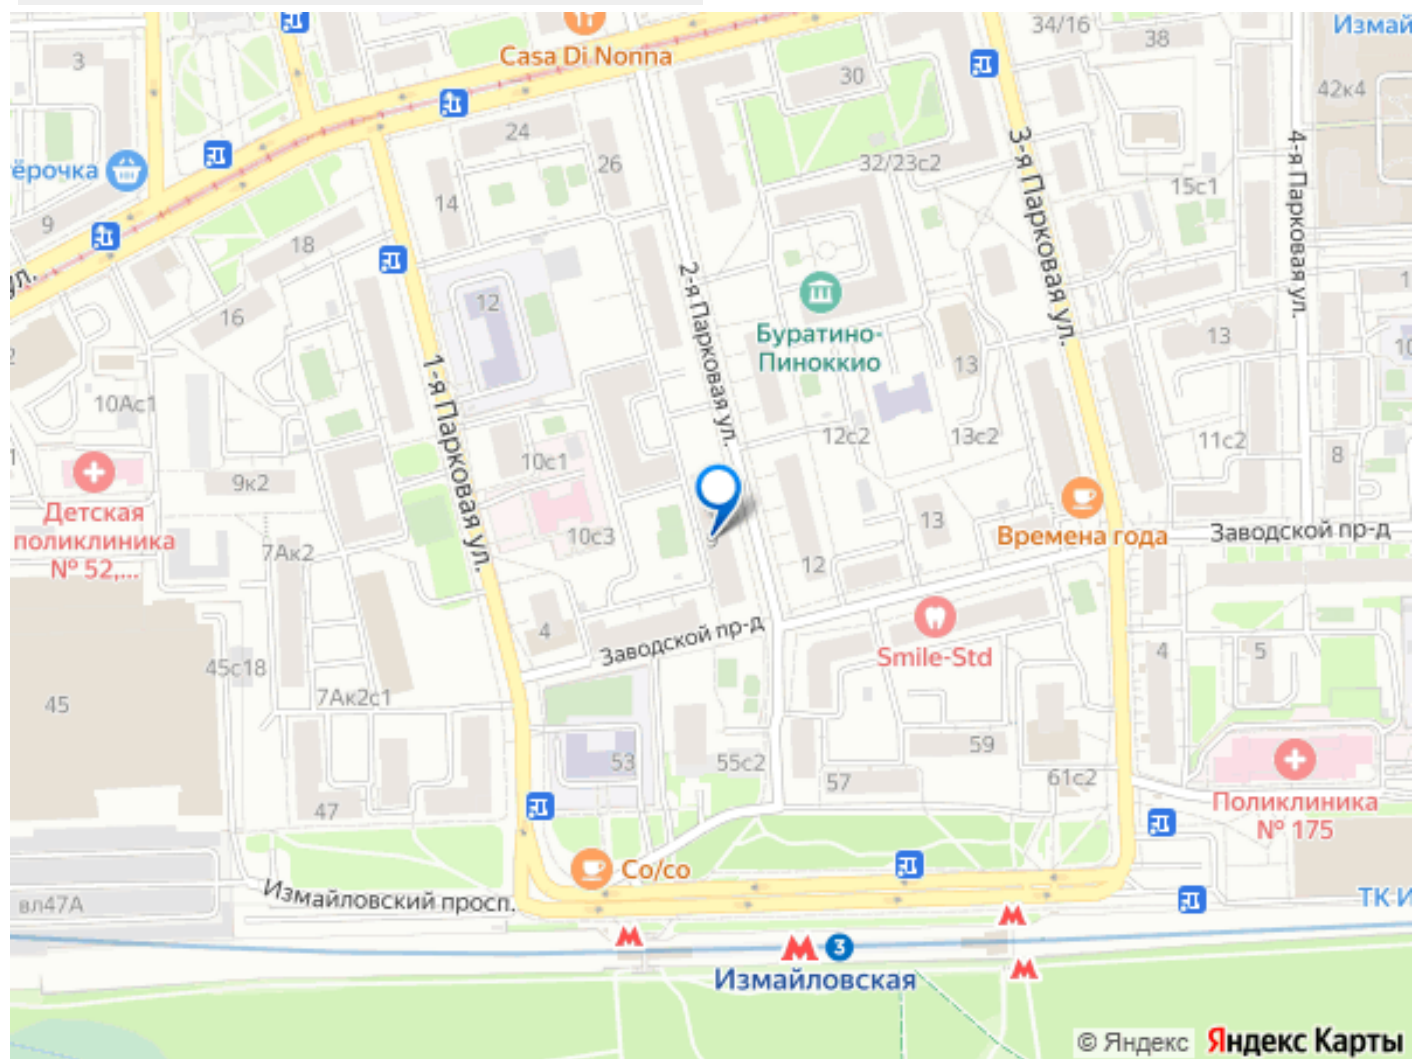 34/16
38
Измай
3
Casa Di Nonna
30
42к4
24
26
ёрочка
32/23с2
3-я Парковая ул.
4-я Парковая ул.
15с1
14
9
18
ул.
2-я Парковая ул.
12
16
Буратино-
Пиноккио
13
13
1-я Парковая ул.
10Ас1
12с2
13с2
11с2
8
10с1
9к2
Детская
поликлиника
№ 52,...
7Ак2
10с3
9
13
Времена года
Заводской пр-д
12
4
Заводской пр-д
Smile-Std
4
5
45с18
45
7Ак2с1
53
55с2
59
57
61с2
47
Поликлиника
№ 175
Co/co
Измайловский просп.
вл47А
ТК И
3
Измайловская
© Яндекс
Яндекс Карты